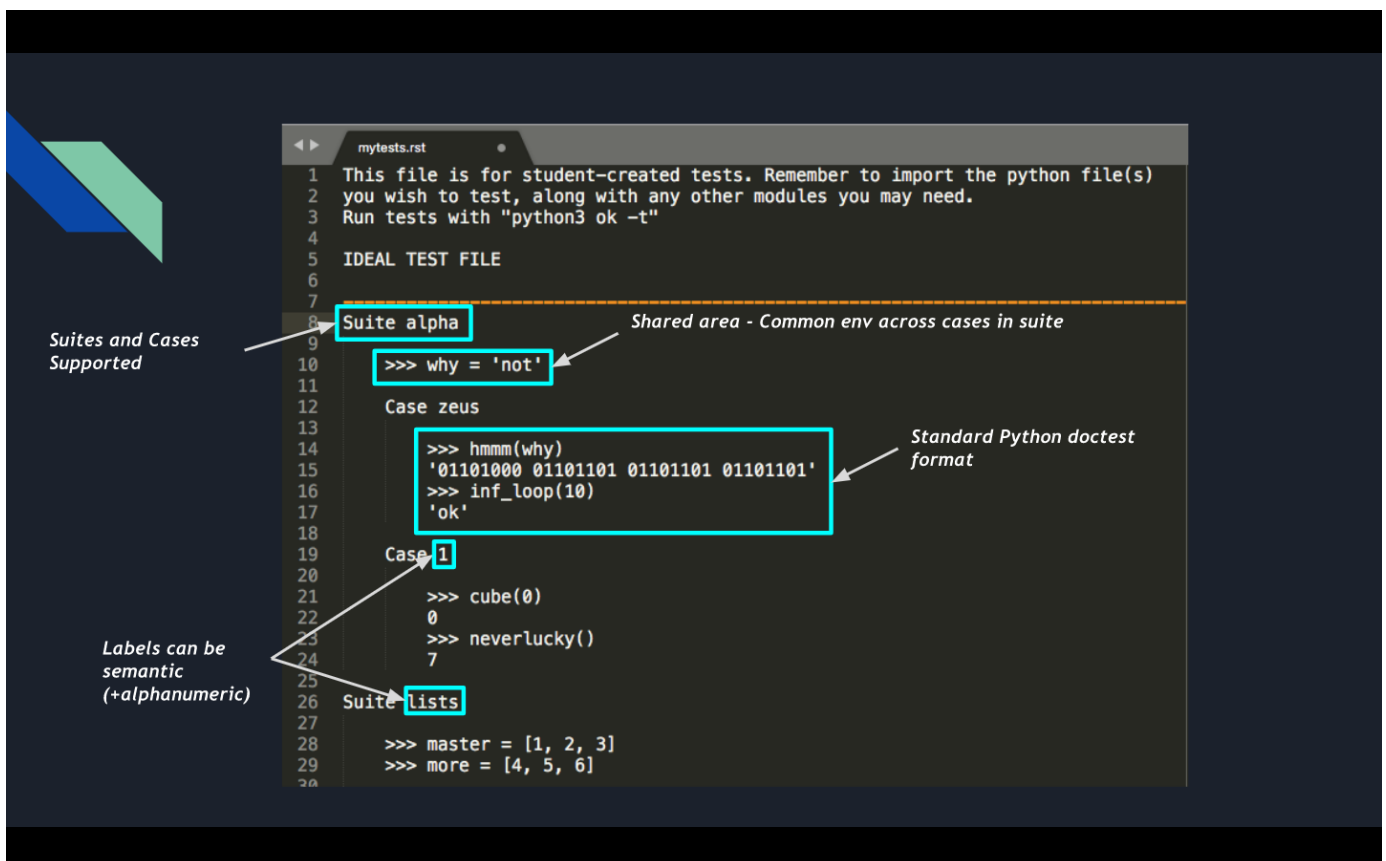 mytests.rst
1 This file is for student-created tests. Remember to import the python file(s)
2 you wish to test, along with any other modules you may need.
3 Run tests with "python3 ok -t"
4
5 IDEAL TEST FILE
6
7
8 Suite alpha
9
10 >>> why = 'not'
11
12 Case zeus
13
14 >>> hmmm(why)
15 '01101000 01101101 01101101 01101101'
16 >>> inf_loop(10)
17 'ok'
18
19 Case 1
20
21 >>> cube(0)
22 0
23 >>> neverlucky()
24 7
25
26 Suite lists
27
28 >>> master = [1, 2, 3]
29 >>> more = [4, 5, 6]
30
Suites and Cases
Supported
Shared area - Common env across cases in suite
Standard Python doctest
format
Labels can be
semantic
(+alphanumeric)